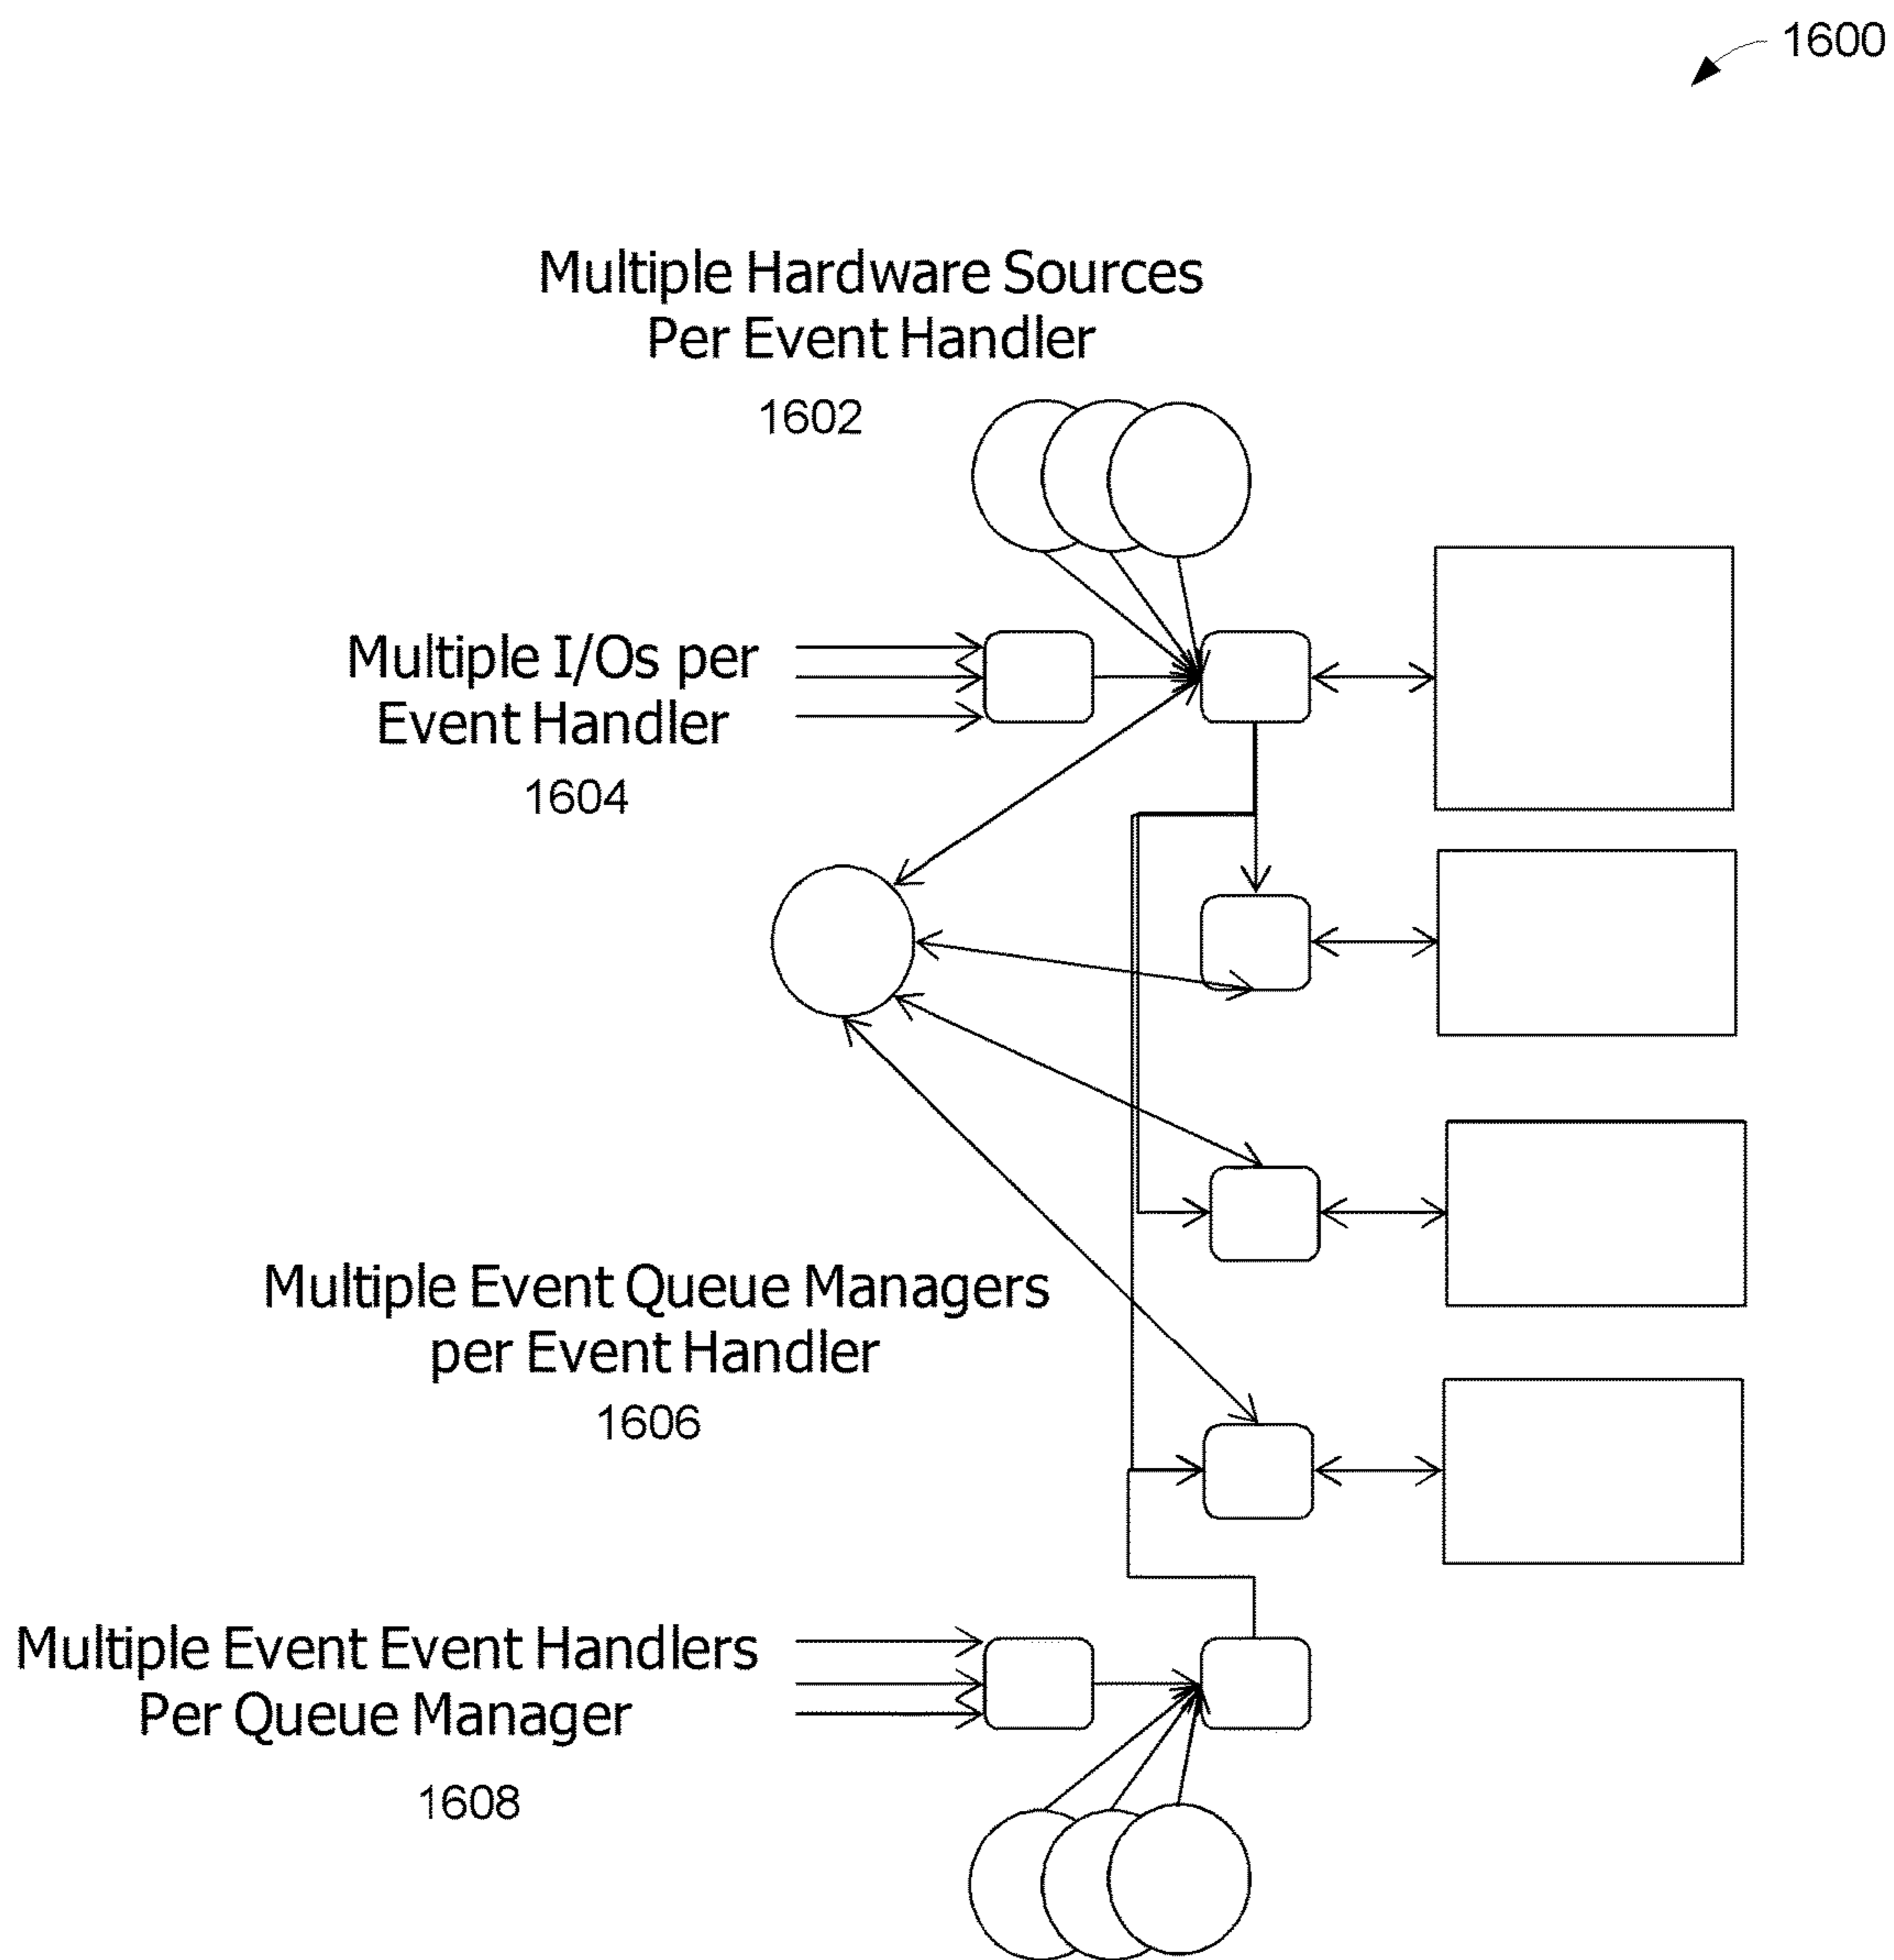 1600
Multiple Hardware Sources
Per Event Handler
1602
Multiple I/Os per
Event Handler
1604
Multiple Event Queue Managers
per Event Handler
1606
Multiple Event Event Handlers
Per Queue Manager
1608